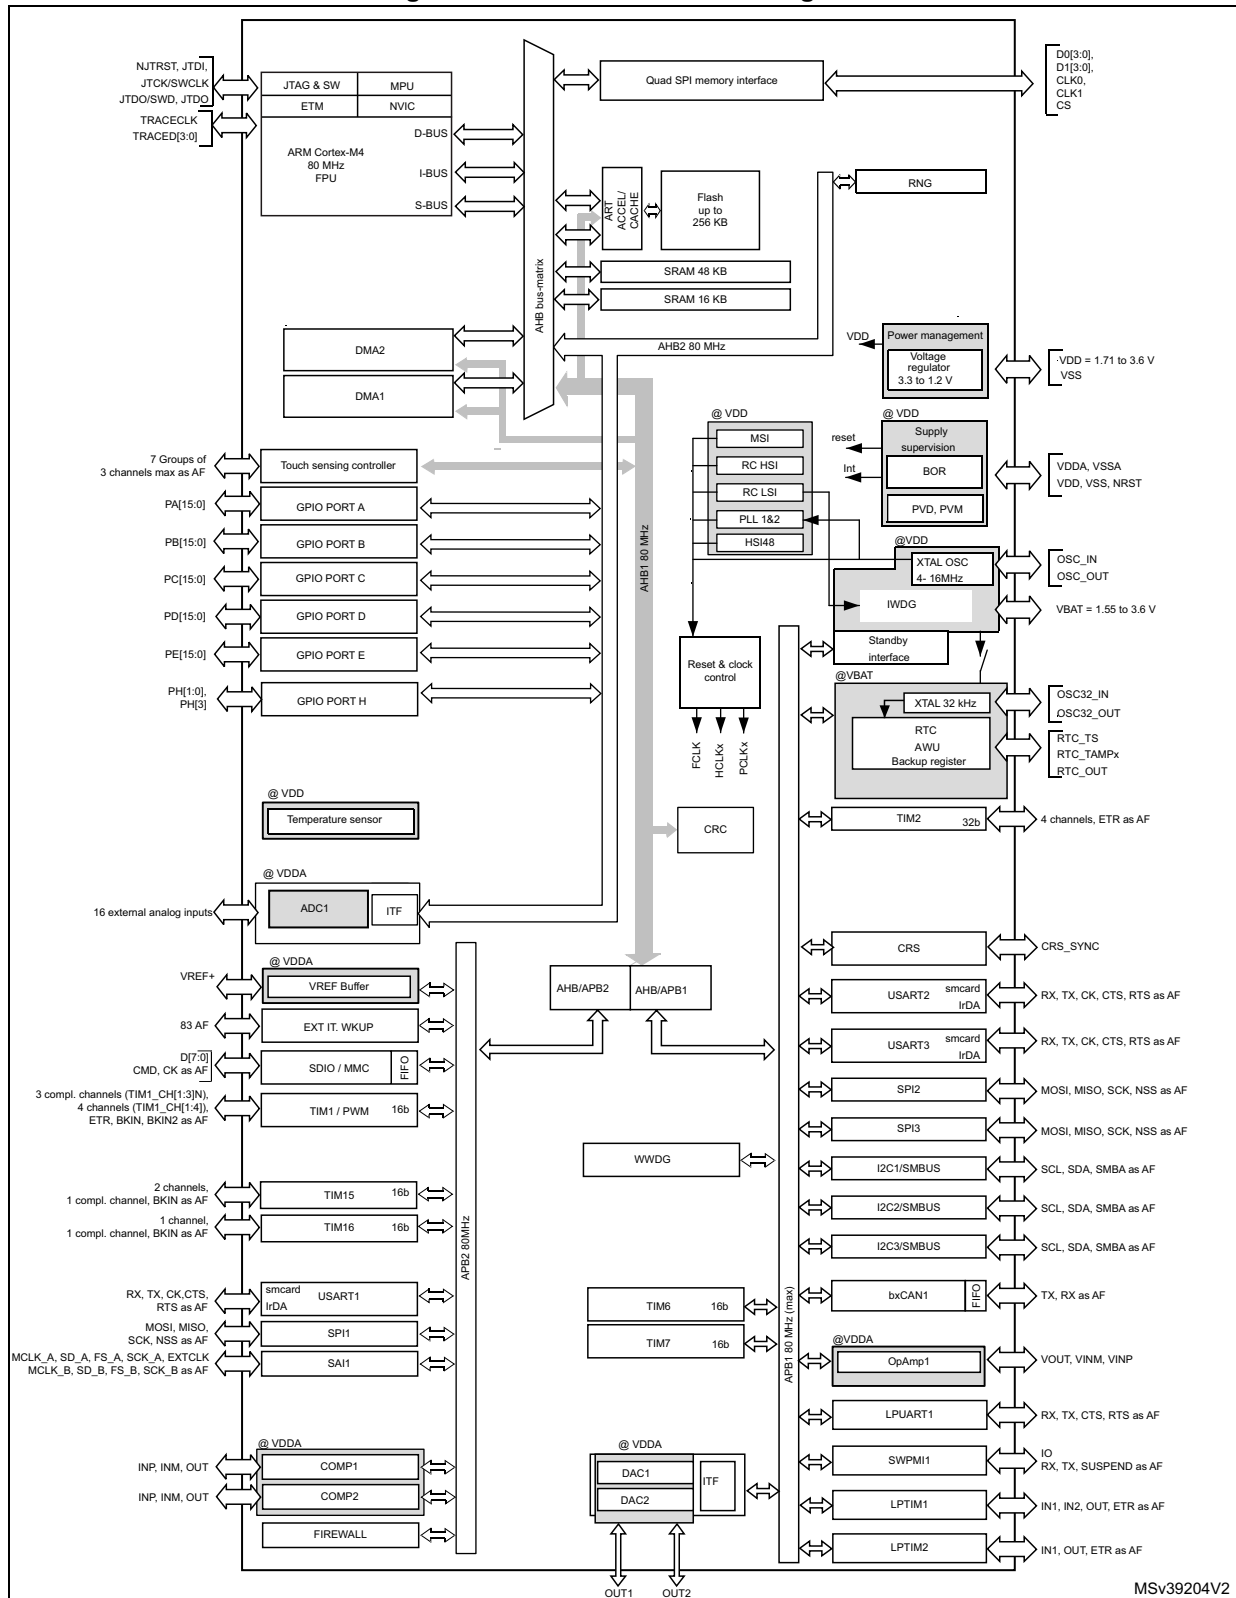 NJTRST, JTDI,
JTCK/SWCLK
JTDO/SWD, JTDO
TRACECLK
TRACED[3:0]
JTAG & SW
MPU
ETM
NVIC
ARM Cortex-M4
80 MHz
FPU
D-BUS
I-BUS
S-BUS
AHB bus-matrix
Quad SPI memory interface
D0[3:0],
D1[3:0],
CLK0,
CLK1
CS
ART
ACCEL/
CACHE
Flash
up to
256 KB
RNG
SRAM 48 KB
SRAM 16 KB
AHB2 80 MHz
DMA2
DMA1
VDD
Power management
Voltage
regulator
3.3 to 1.2 V
VDD = 1.71 to 3.6 V
VSS
@ VDD
MSI
RC HSI
RC LSI
PLL 1&2
HSI48
@ VDD
reset
Int
Supply
supervision
BOR
PVD, PVM
VDDA, VSSA
VDD, VSS, NRST
7 Groups of
3 channels max as AF
Touch sensing controller
PA[15:0]
GPIO PORT A
PB[15:0]
GPIO PORT B
PC[15:0]
GPIO PORT C
PD[15:0]
GPIO PORT D
PE[15:0]
GPIO PORT E
PH[1:0],
PH[3]
GPIO PORT H
AHB1 80 MHz
@VDD
XTAL OSC
4- 16MHz
IWDG
OSC_IN
OSC_OUT
VBAT = 1.55 to 3.6 V
Standby
interface
Reset & clock
control
FCLK
HCLKx
PCLKx
@VBAT
XTAL 32 kHz
RTC
AWU
Backup register
OSC32_IN
OSC32_OUT
RTC_TS
RTC_TAMPx
RTC_OUT
@ VDD
Temperature sensor
CRC
TIM2
32b
4 channels, ETR as AF
@ VDDA
16 external analog inputs
ADC1
ITF
CRS
CRS_SYNC
VREF+
@ VDDA
VREF Buffer
AHB/APB2
AHB/APB1
USART2
smcard
IrDA
RX, TX, CK, CTS, RTS as AF
83 AF
EXT IT. WKUP
D[7:0]
CMD, CK as AF
SDIO / MMC
FIFO
USART3
smcard
IrDA
RX, TX, CK, CTS, RTS as AF
3 compl. channels (TIM1_CH[1:3]N),
4 channels (TIM1_CH[1:4]),
ETR, BKIN, BKIN2 as AF
TIM1 / PWM
16b
SPI2
MOSI, MISO, SCK, NSS as AF
SPI3
MOSI, MISO, SCK, NSS as AF
WWDG
I2C1/SMBUS
SCL, SDA, SMBA as AF
2 channels,
1 compl. channel, BKIN as AF
TIM15
16b
I2C2/SMBUS
SCL, SDA, SMBA as AF
1 channel,
1 compl. channel, BKIN as AF
TIM16
16b
I2C3/SMBUS
SCL, SDA, SMBA as AF
APB2 80MHz
APB1 80 MHz (max)
RX, TX, CK,CTS,
RTS as AF
smcard
IrDA
USART1
TIM6
16b
bxCAN1
FIFO
TX, RX as AF
MOSI, MISO,
SCK, NSS as AF
SPI1
TIM7
16b
@VDDA
OpAmp1
VOUT, VINM, VINP
MCLK_A, SD_A, FS_A, SCK_A, EXTCLK
MCLK_B, SD_B, FS_B, SCK_B as AF
SAI1
LPUART1
RX, TX, CTS, RTS as AF
@ VDDA
INP, INM, OUT
COMP1
INP, INM, OUT
COMP2
FIREWALL
@ VDDA
DAC1
DAC2
ITF
OUT1
OUT2
SWPMI1
IO
RX, TX, SUSPEND as AF
LPTIM1
IN1, IN2, OUT, ETR as AF
LPTIM2
IN1, OUT, ETR as AF
MSv39204V2